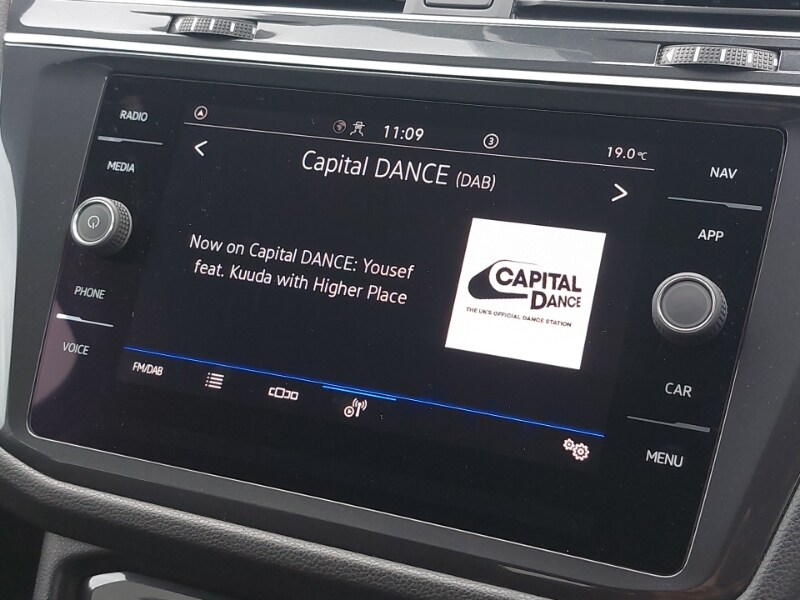 RADIO
MEDIA
PHONE
VOICE
11:09
3
19.0°C
< Capital DANCE (DAB) >
Now on Capital DANCE: Yousef
feat. Kuuda with Higher Place
CAPITAL
DANCE
THE UK'S OFFICIAL DANCE STATION
FM/DAB
NAV
APP
CAR
MENU